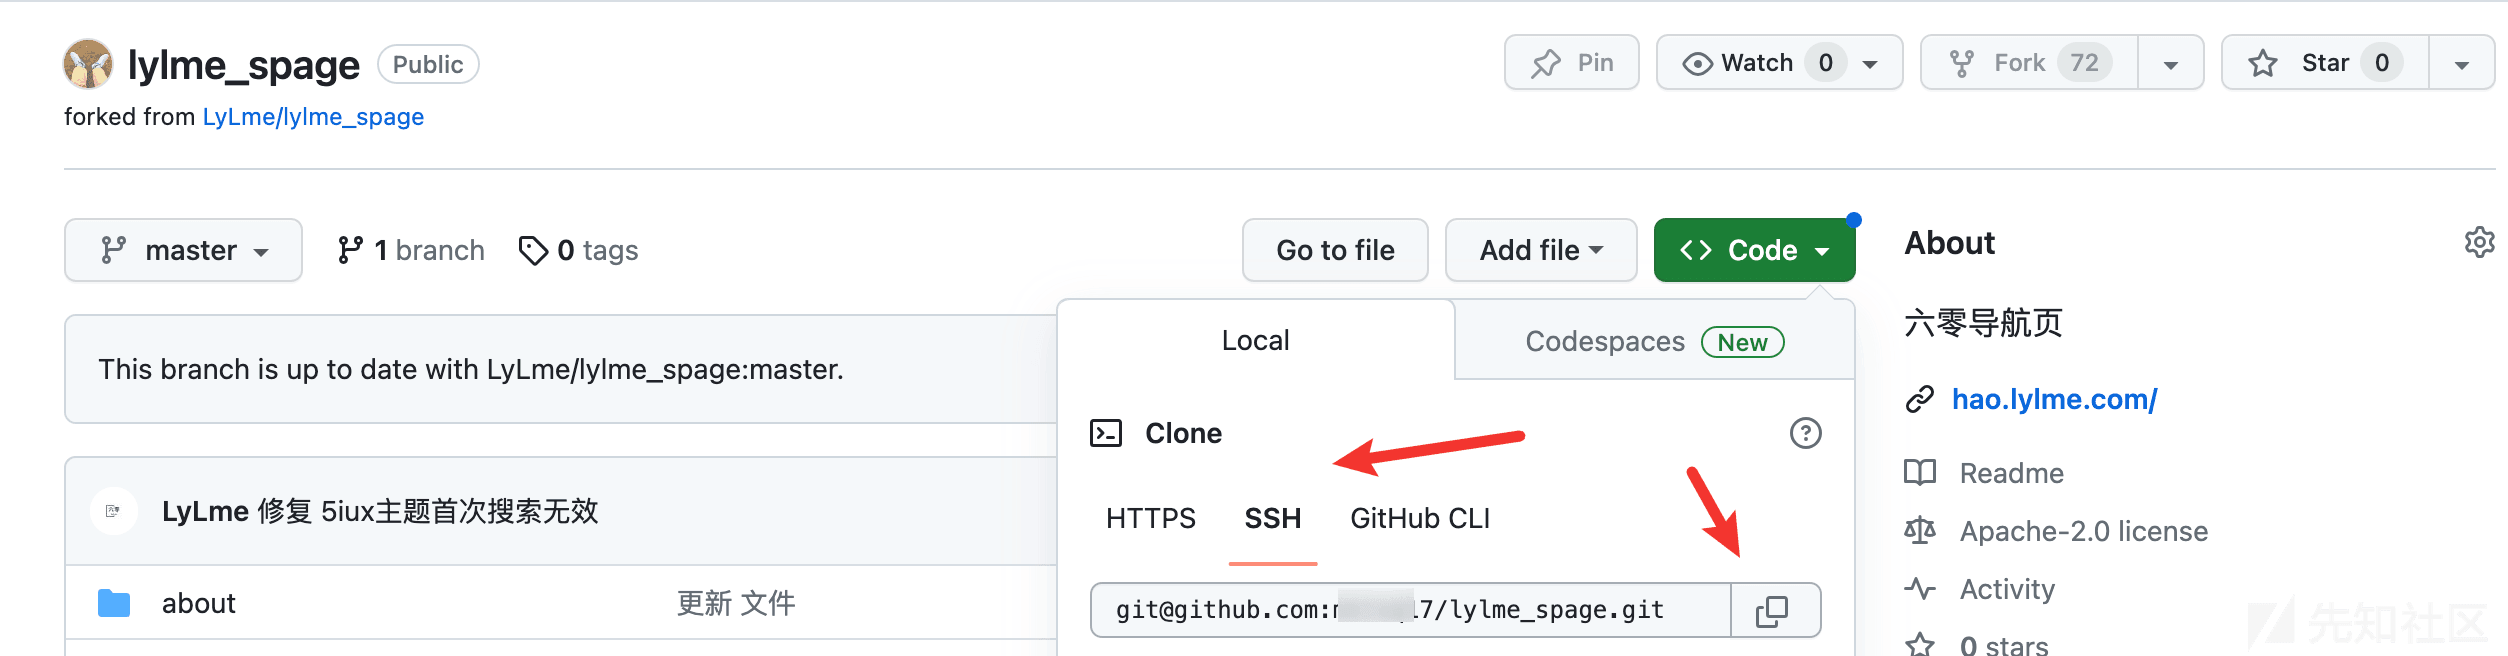 lylme_spage Public
Pin
Watch 0
Fork 72
Star 0
forked from LyLme/lylme_spage
master
1 branch
0 tags
Go to file
Add file
Code
About
This branch is up to date with LyLme/lylme_spage:master.
Local
Codespaces New
六零导航页
Clone
hao.lylme.com/
LyLme 修复 5iux主题首次搜索无效
HTTPS SSH GitHub CLI
Readme
Apache-2.0 license
about
更新 文件
git@github.com: 17/lylme_spage.git
Activity
0 stars
先知社区